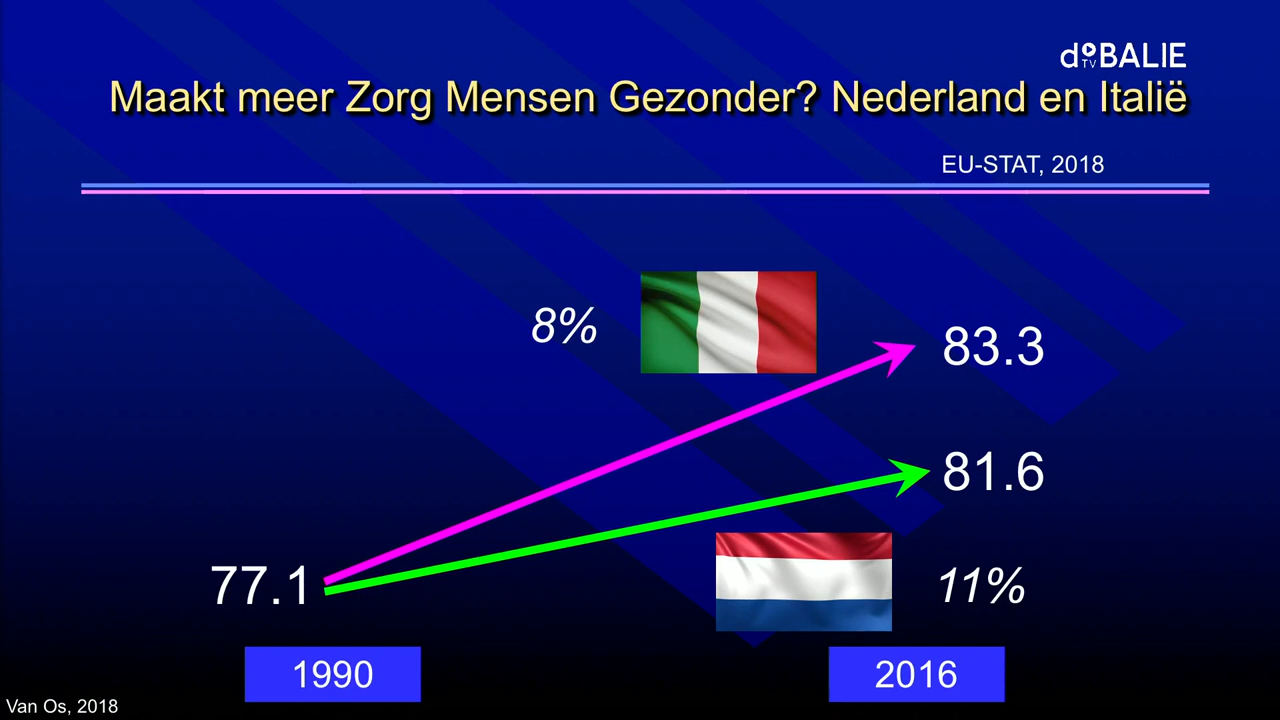 deBALIE
TV
Maakt meer Zorg Mensen Gezonder? Nederland en Italië
EU-STAT, 2018
8%
83.3
81.6
77.1
11%
1990
2016
Van Os, 2018